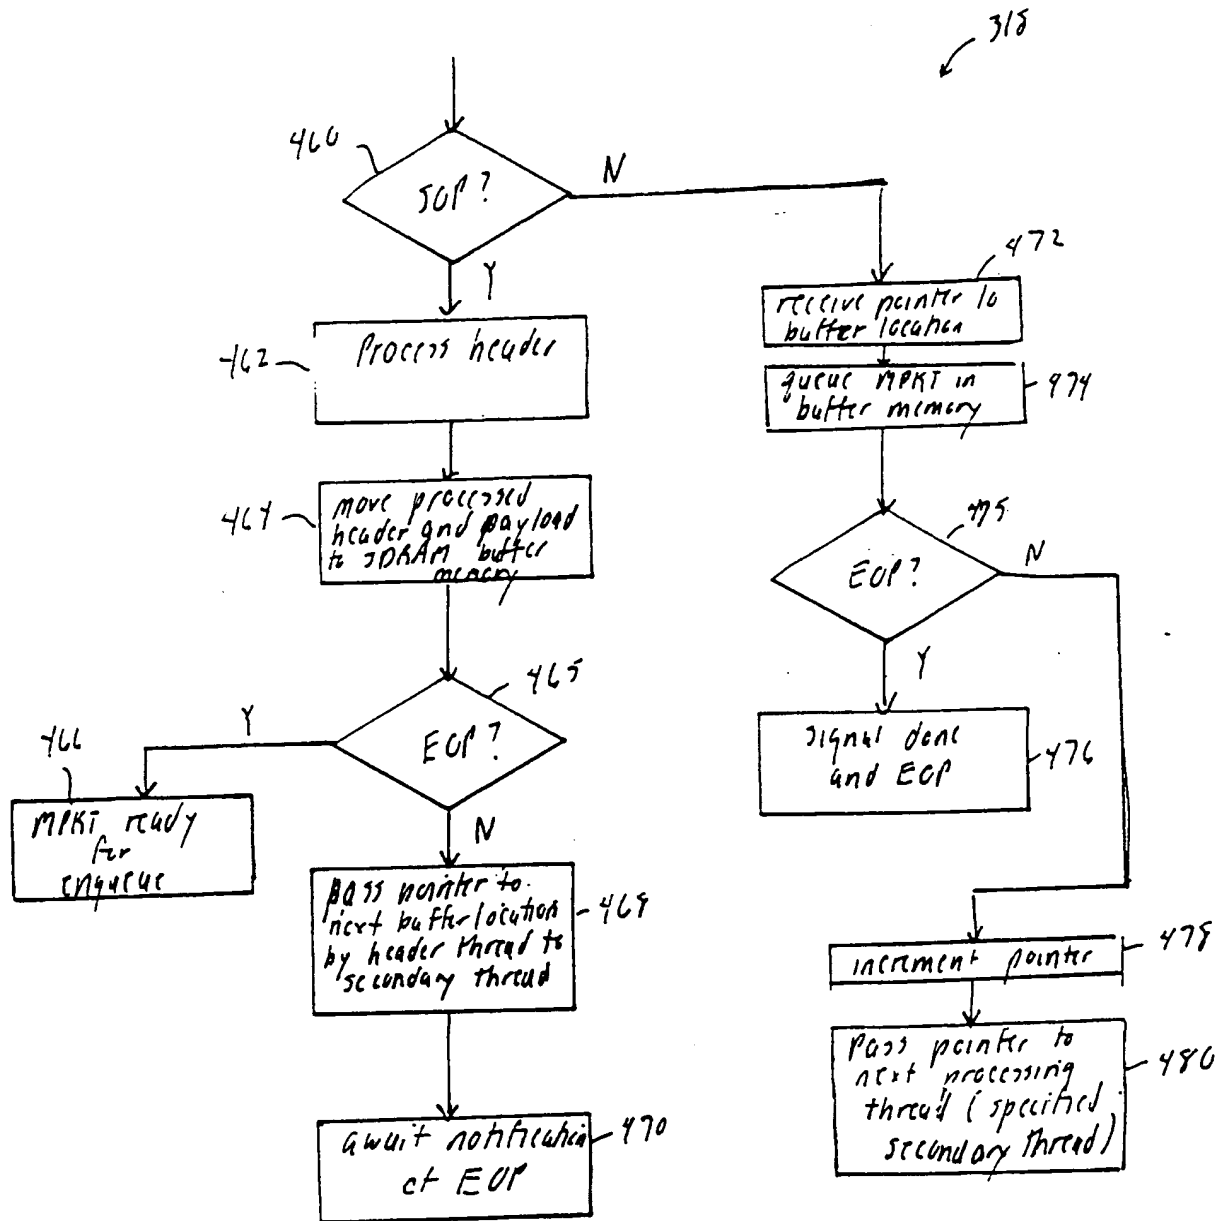 318
460
SOP?
N
Y
472
receive pointer to
buffer location
462
Process header
queue MPKT in
buffer memory
474
464
move processed
header and payload
to SDRAM buffer
memory
475
EOP?
N
Y
465
EOP?
Y
466
MPKT ready
for
enqueue
signal done
and EOP
476
N
pass pointer to
next buffer location
by header thread to
secondary thread
468
increment pointer
478
Pass pointer to
next processing
thread (specified
secondary thread)
480
await notification
of EOP
470